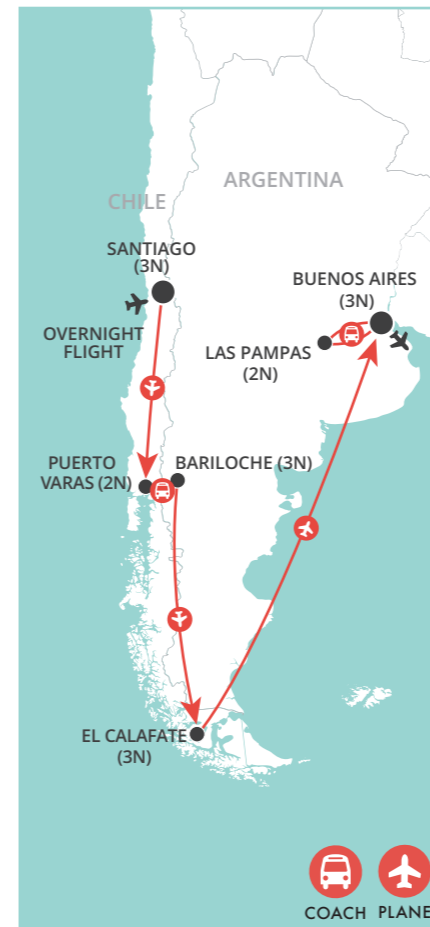 ARGENTINA
CHILE
SANTIAGO
(3N)
OVERNIGHT
FLIGHT
BUENOS AIRES
(3N)
LAS PAMPAS
(2N)
PUERTO
VARAS (2N)
BARILOCHE (3N)
EL CALAFATE
(3N)
COACH PLANE